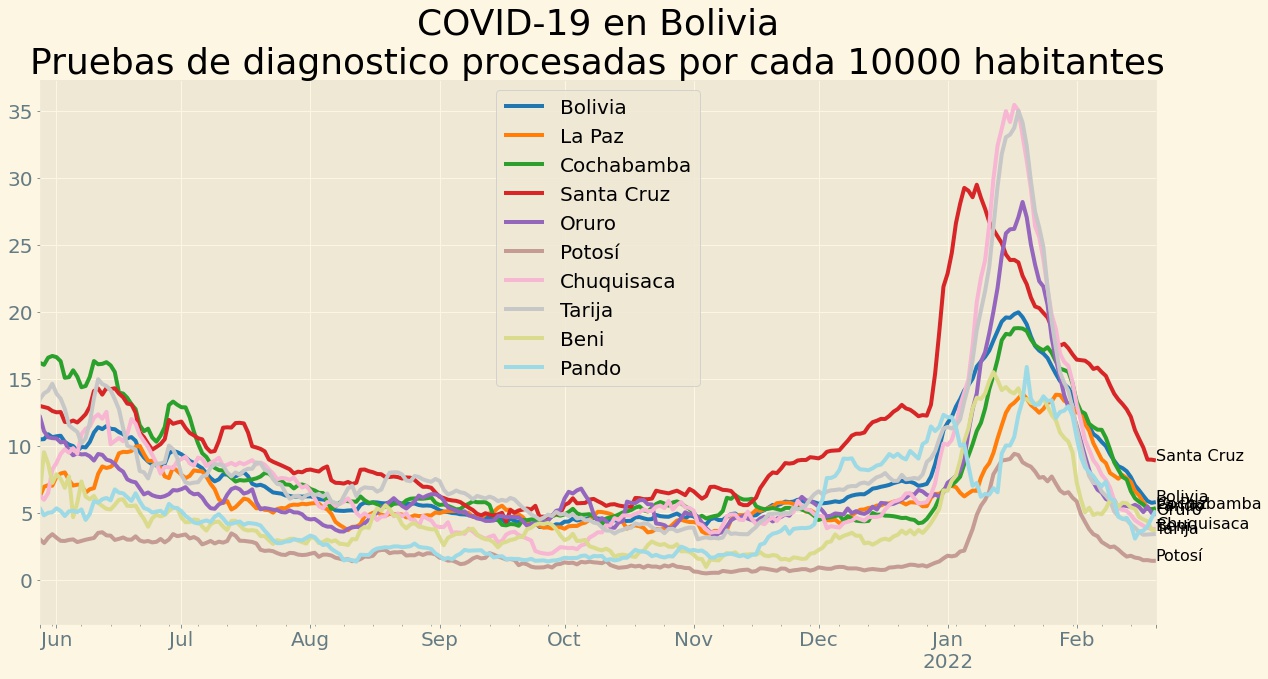 COVID-19 en Bolivia
Pruebas de diagnostico procesadas por cada 10000 habitantes
35
30
25
20
15
10
5
0
Bolivia
La Paz
Cochabamba
Santa Cruz
Oruro
Potosí
Chuquisaca
Tarija
Beni
Pando
Santa Cruz
Bolivia
Cochabamba
Oruro
Chuquisaca
Tarija
Potosí
Jun Jul Aug Sep Oct Nov Dec Jan Feb
2022